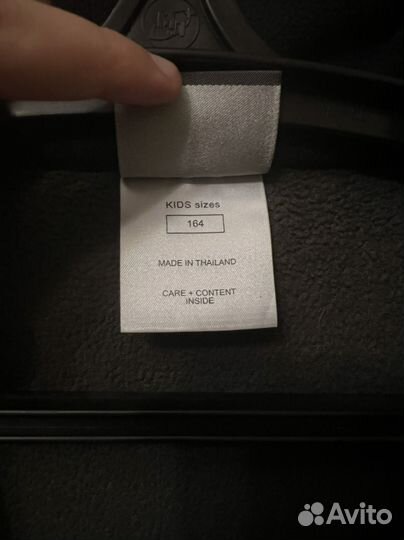 KIDS sizes
164
MADE IN THAILAND
CARE + CONTENT
INSIDE
Avito